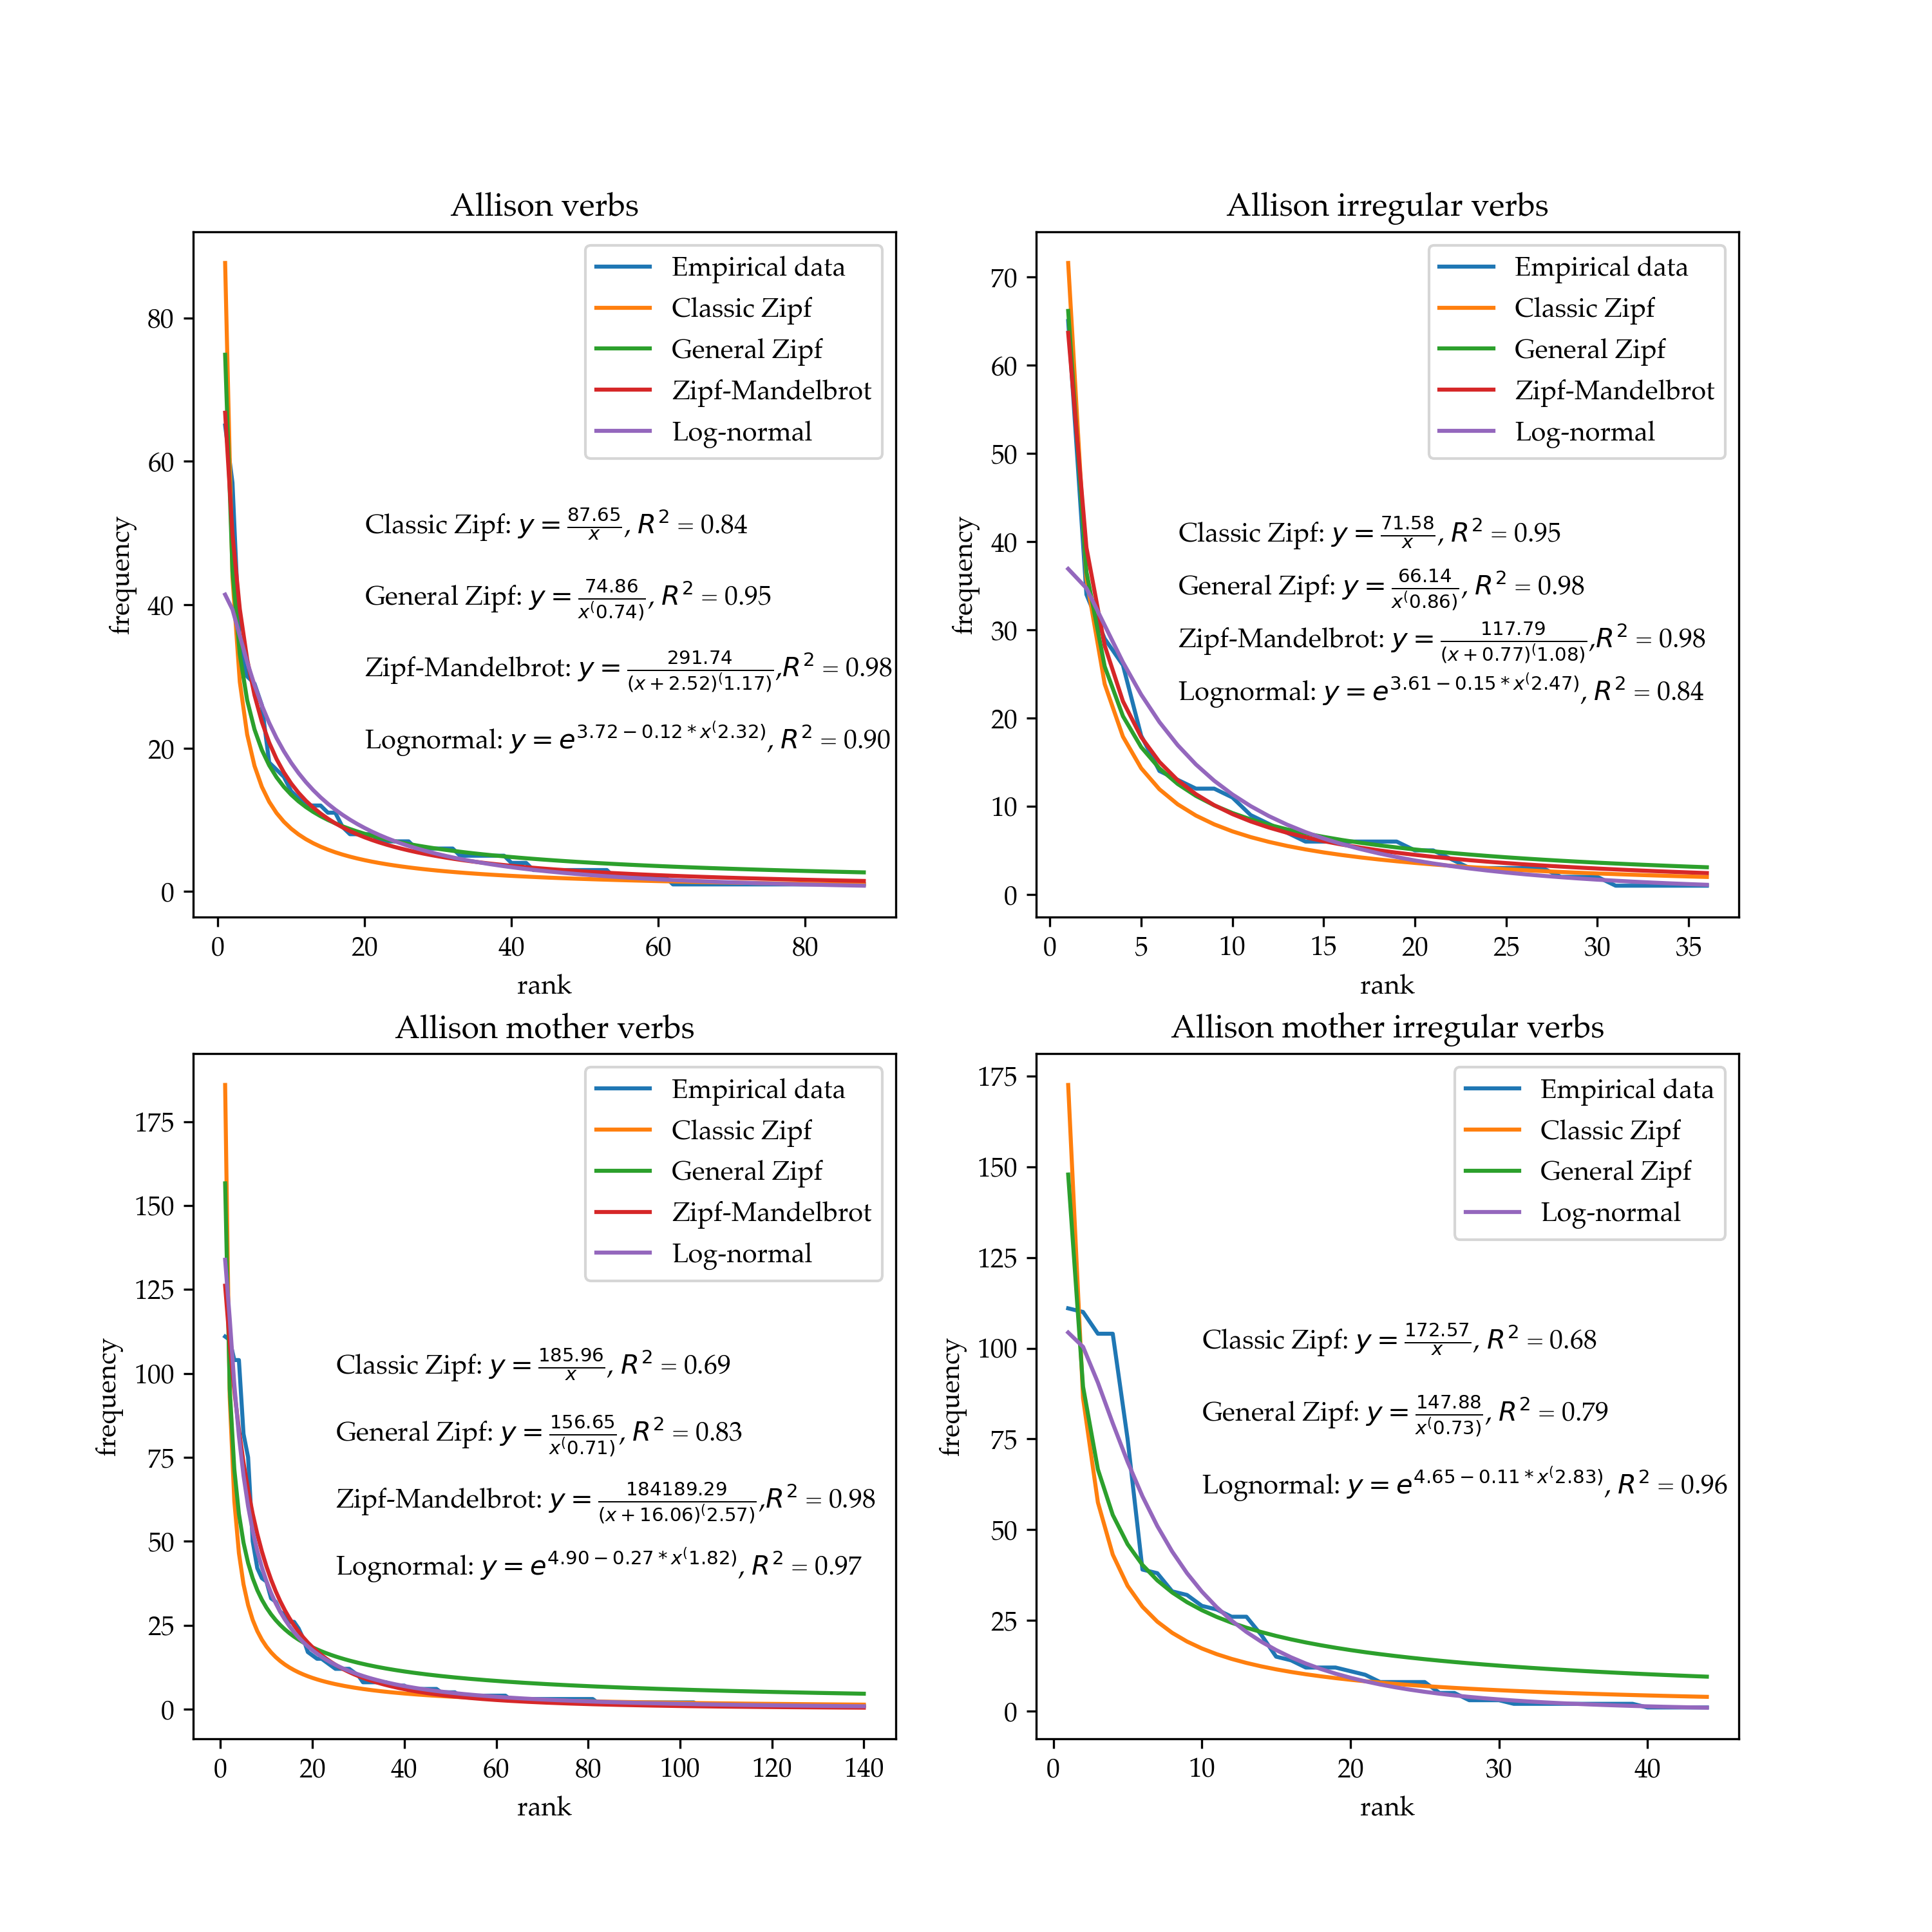 Allison verbs
80
60
40
20
0
frequency
0 20 40 60 80
rank
Empirical data
Classic Zipf
General Zipf
Zipf-Mandelbrot
Log-normal
Classic Zipf: y = 87.65/x, R² = 0.84
General Zipf: y = 74.86/x^(0.74), R² = 0.95
Zipf-Mandelbrot: y = 291.74/(x + 2.52)^(1.17),R² = 0.98
Lognormal: y = e^3.72 − 0.12 * x^(2.32), R² = 0.90
Allison irregular verbs
70
60
50
40
30
20
10
0
frequency
0 5 10 15 20 25 30 35
rank
Empirical data
Classic Zipf
General Zipf
Zipf-Mandelbrot
Log-normal
Classic Zipf: y = 71.58/x, R² = 0.95
General Zipf: y = 66.14/x^(0.86), R² = 0.98
Zipf-Mandelbrot: y = 117.79/(x + 0.77)^(1.08),R² = 0.98
Lognormal: y = e^3.61 − 0.15 * x^(2.47), R² = 0.84
Allison mother verbs
175
150
125
100
75
50
25
0
frequency
0 20 40 60 80 100 120 140
rank
Empirical data
Classic Zipf
General Zipf
Zipf-Mandelbrot
Log-normal
Classic Zipf: y = 185.96/x, R² = 0.69
General Zipf: y = 156.65/x^(0.71), R² = 0.83
Zipf-Mandelbrot: y = 184189.29/(x + 16.06)^(2.57),R² = 0.98
Lognormal: y = e^4.90 − 0.27 * x^(1.82), R² = 0.97
Allison mother irregular verbs
175
150
125
100
75
50
25
0
frequency
0 10 20 30 40
rank
Empirical data
Classic Zipf
General Zipf
Log-normal
Classic Zipf: y = 172.57/x, R² = 0.68
General Zipf: y = 147.88/x^(0.73), R² = 0.79
Lognormal: y = e^4.65 − 0.11 * x^(2.83), R² = 0.96